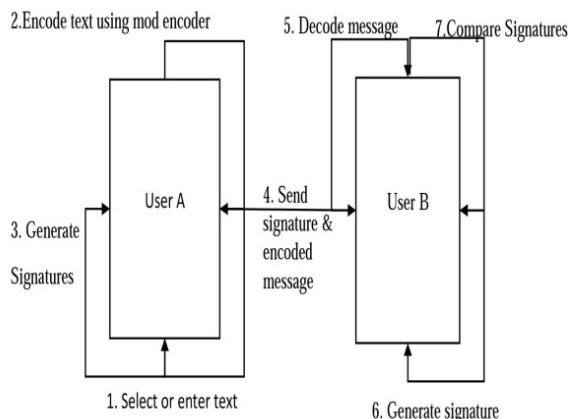 2.Encode text using mod encoder
5. Decode message
7.Compare Signatures
User A
4. Send
signature &
encoded
message
User B
3. Generate
Signatures
1. Select or enter text
6. Generate signature